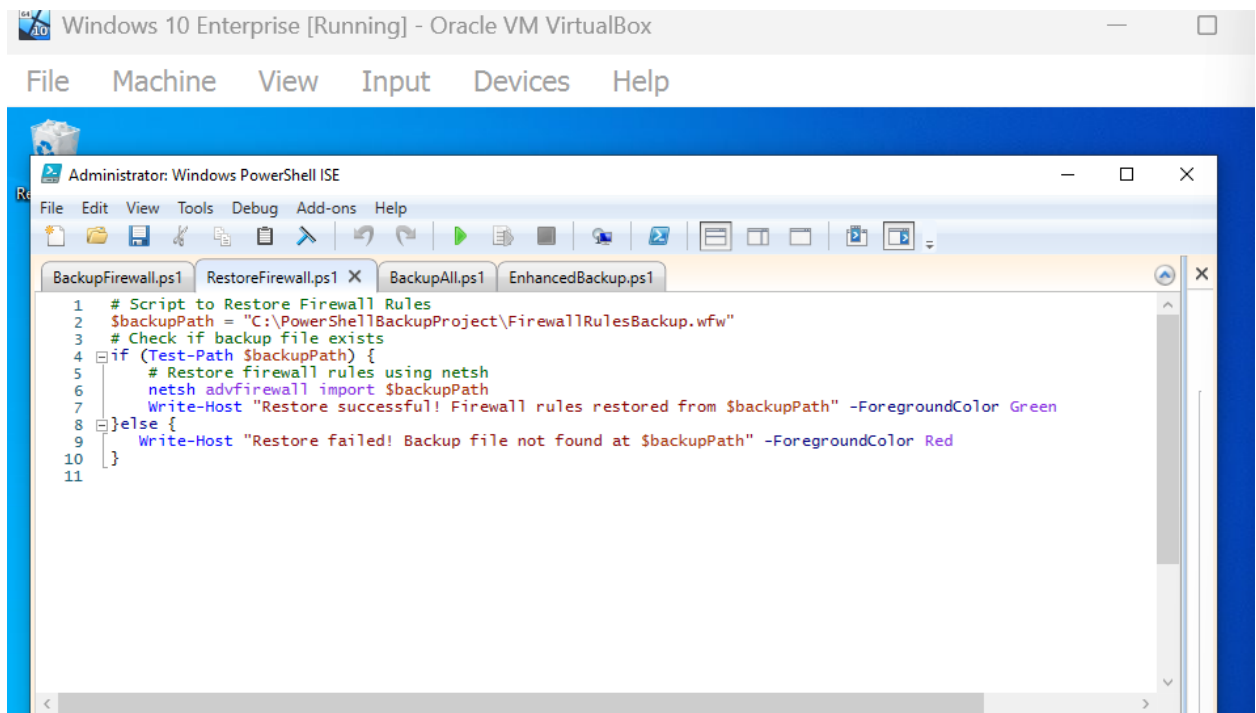 64
10
Windows 10 Enterprise [Running] - Oracle VM VirtualBox
File Machine View Input Devices Help
Administrator: Windows PowerShell ISE
Re
File Edit View Tools Debug Add-ons Help
BackupFirewall.ps1 RestoreFirewall.ps1 X BackupAll.ps1 EnhancedBackup.ps1
1 # Script to Restore Firewall Rules
2 $backupPath = "C:\PowerShellBackupProject\FirewallRulesBackup.wfw"
3 # Check if backup file exists
4 if (Test-Path $backupPath) {
5 # Restore firewall rules using netsh
6 netsh advfirewall import $backupPath
7 Write-Host "Restore successful! Firewall rules restored from $backupPath" -ForegroundColor Green
8 }else {
9 Write-Host "Restore failed! Backup file not found at $backupPath" -ForegroundColor Red
10 }
11